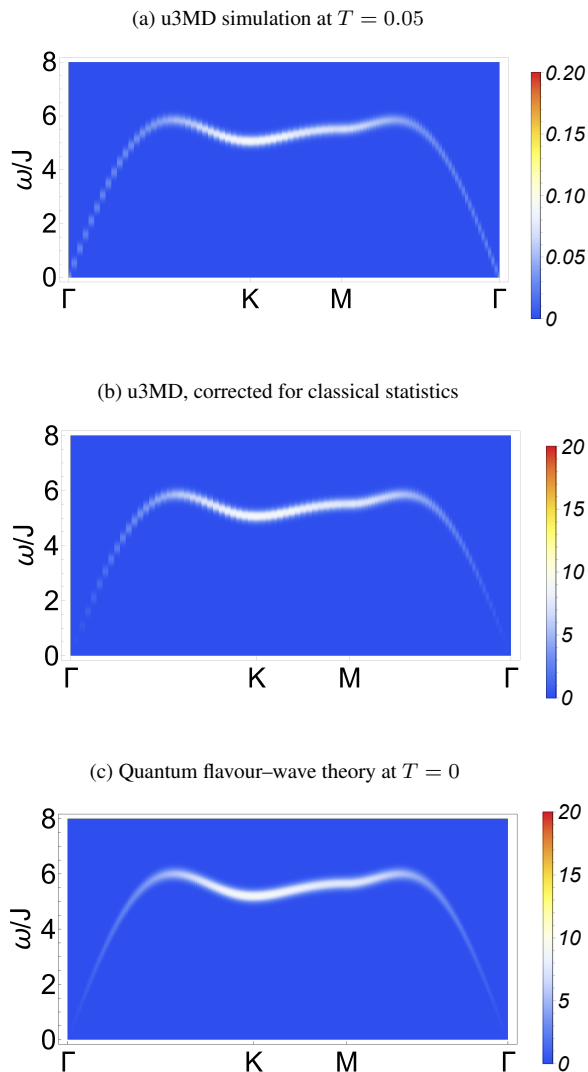 (a) u3MD simulation at T = 0.05
8
6
4
2
0
ω/J
Γ
K
M
Γ
0.20
0.15
0.10
0.05
0
(b) u3MD, corrected for classical statistics
8
6
4
2
0
ω/J
Γ
K
M
Γ
20
15
10
5
0
(c) Quantum flavour–wave theory at T = 0
8
6
4
2
0
ω/J
Γ
K
M
Γ
20
15
10
5
0